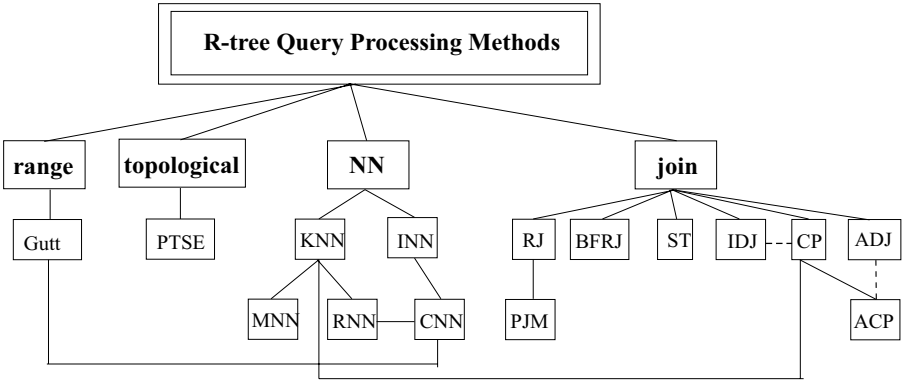 R-tree Query Processing Methods
range
topological
NN
join
Gutt
PTSE
KNN
INN
RJ
BFRJ
ST
IDJ
CP
ADJ
MNN
RNN
CNN
PJM
ACP